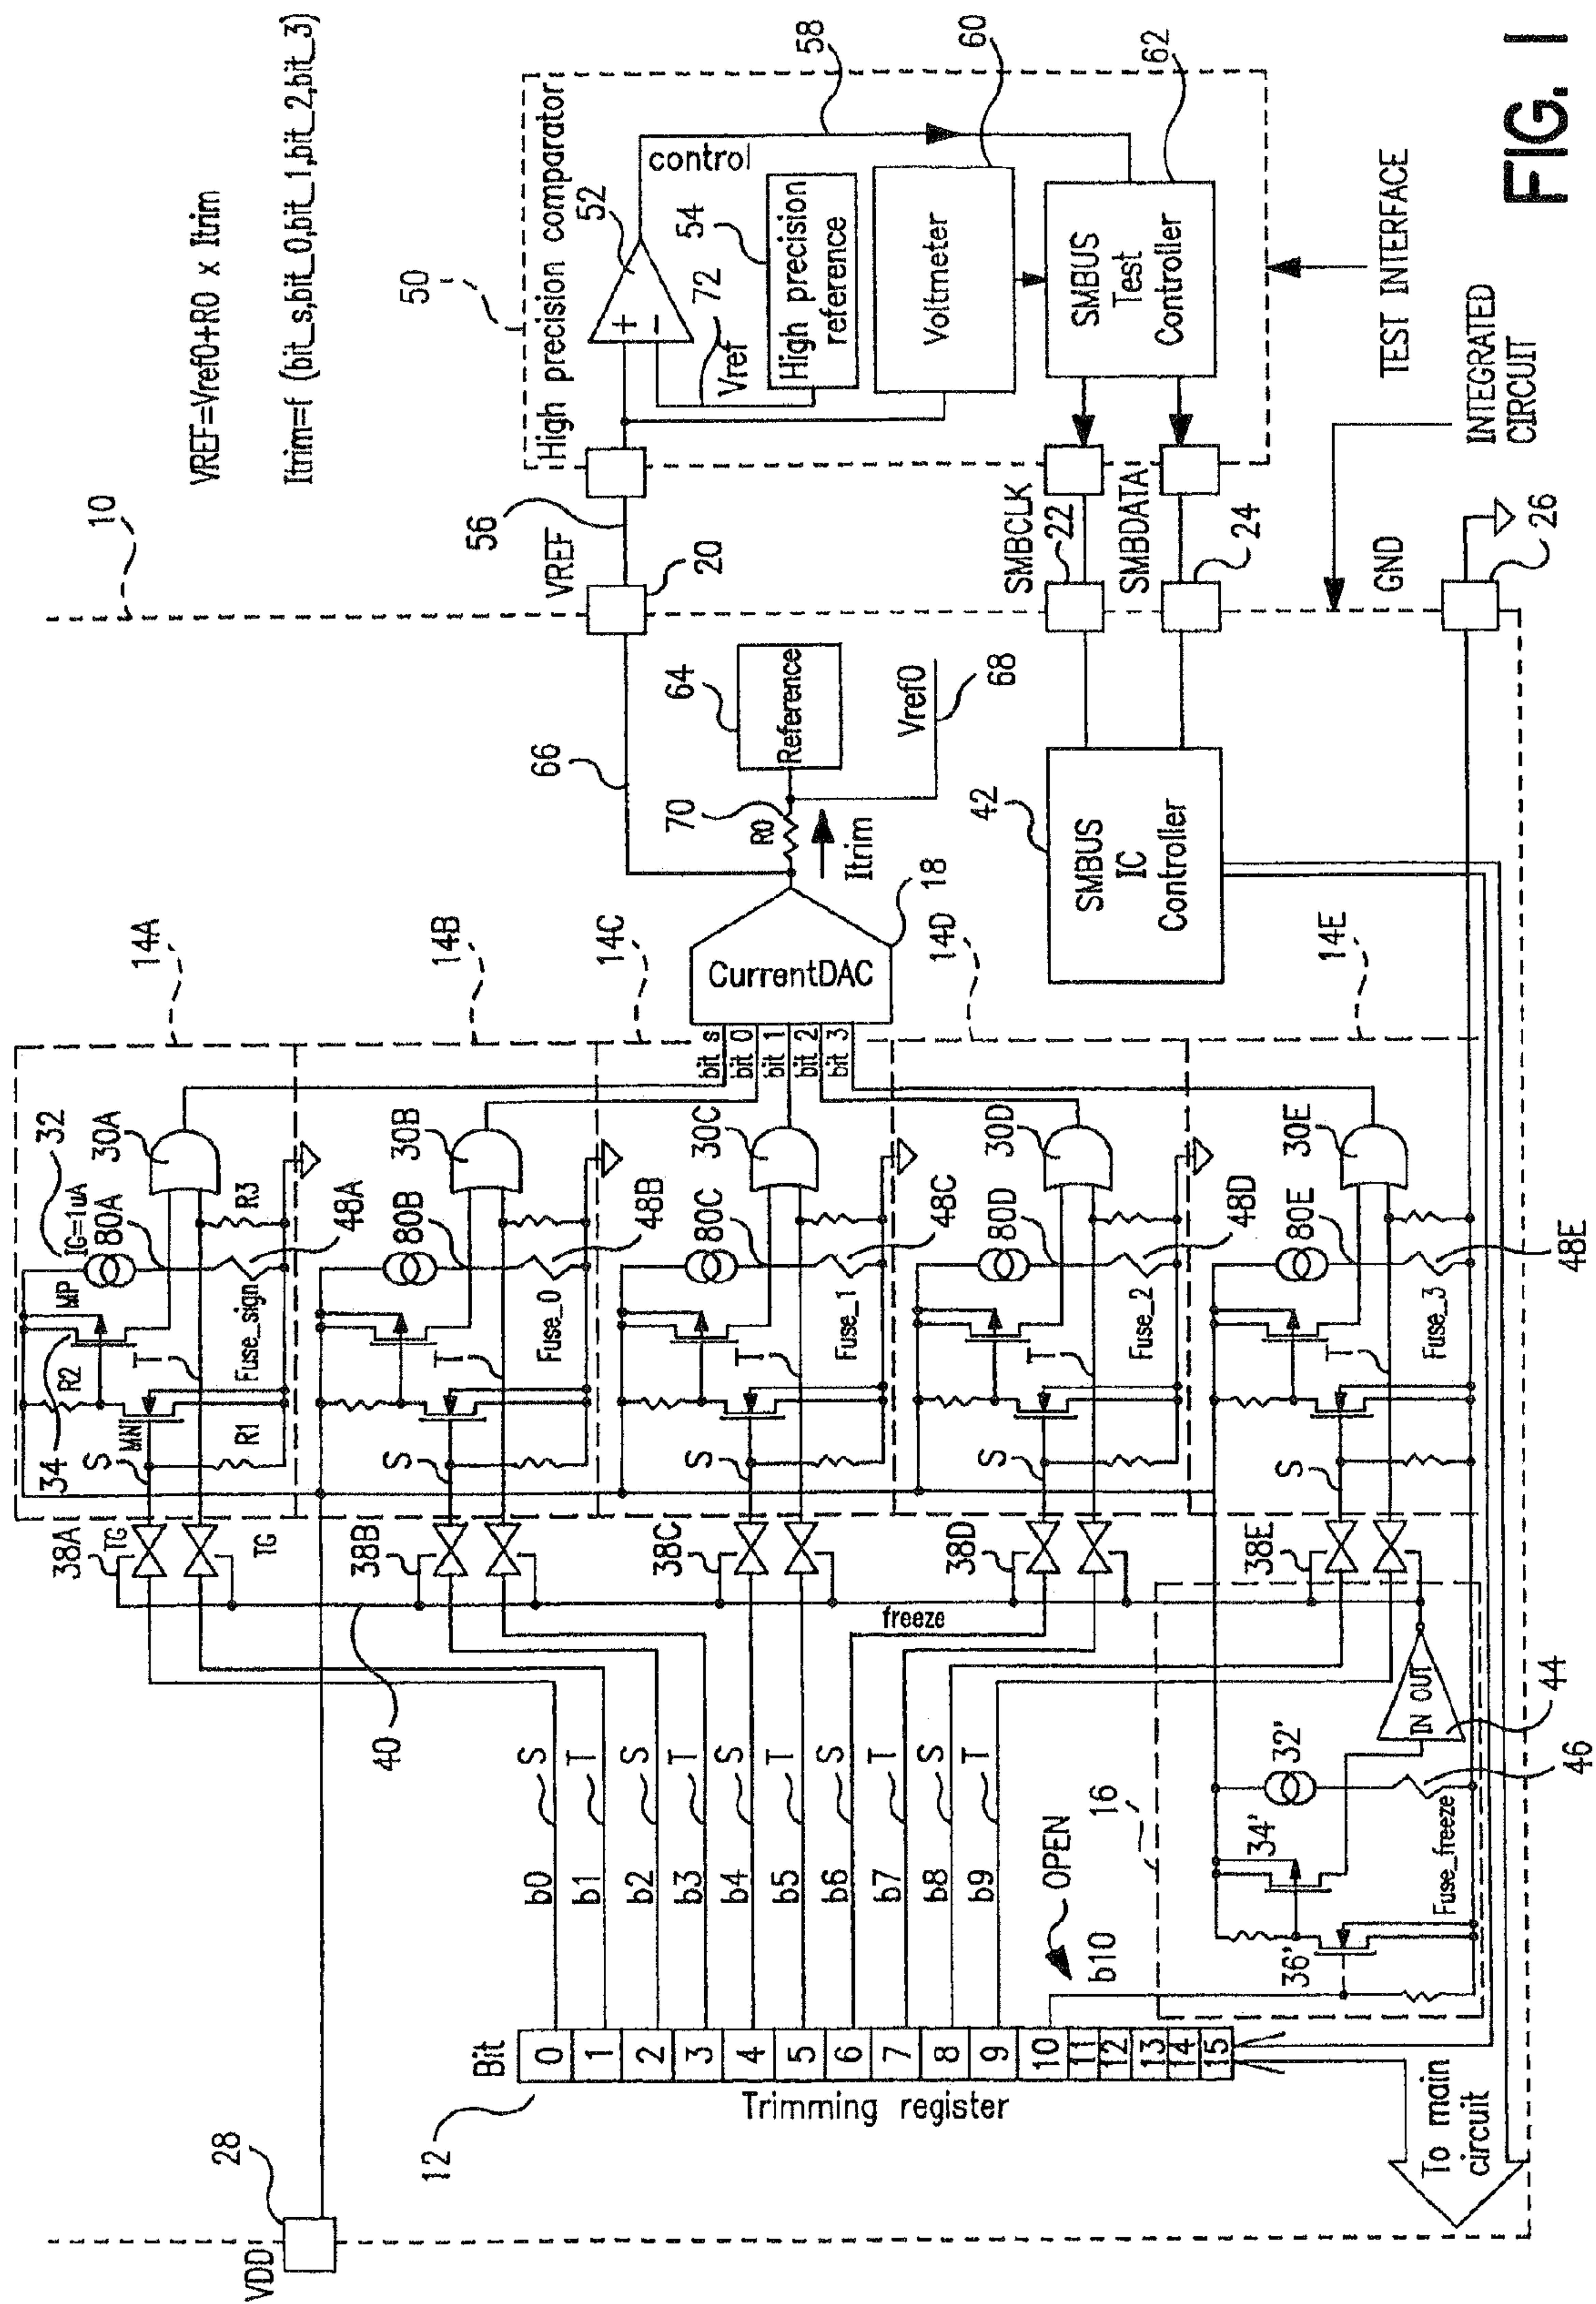 VDD
28
12
Bit
0
1
2
3
4
5
6
7
8
9
10
11
12
13
14
15
Trimming register
To main
circuit
b0
S
b1
T
b2
S
b3
T
b4
S
b5
T
b6
S
b7
T
b8
S
b9
T
b10
OPEN
16
36'
34'
32'
Fuse_freeze
46
IN OUT
44
40
freeze
38A
TG
TG
38B
38C
38D
38E
14A
S
MN
34
R2
R1
MP
T
Fuse_sign
IG=1uA
32
80A
30A
R3
48A
14B
S
T
Fuse_0
80B
30B
48B
14C
S
T
Fuse_1
80C
30C
48C
14D
S
T
Fuse_2
80D
30D
48D
14E
S
T
Fuse_3
80E
30E
48E
bit s
bit 0
bit 1
bit 2
bit 3
CurrentDAC
18
66
70
R0
Itrim
64
Reference
Vref0
68
42
SMBUS
IC
Controller
10
VREF
20
56
SMBCLK
22
SMBDATA
24
GND
26
INTEGRATED
CIRCUIT
TEST INTERFACE
50
High precision comparator
52
+
−
control
58
Vref
72
54
High precision
reference
Voltmeter
60
SMBUS
Test
Controller
62
VREF=Vref0+R0 x Itrim
Itrim=f (bit_s,bit_0,bit_1,bit_2,bit_3)
FIG. 1